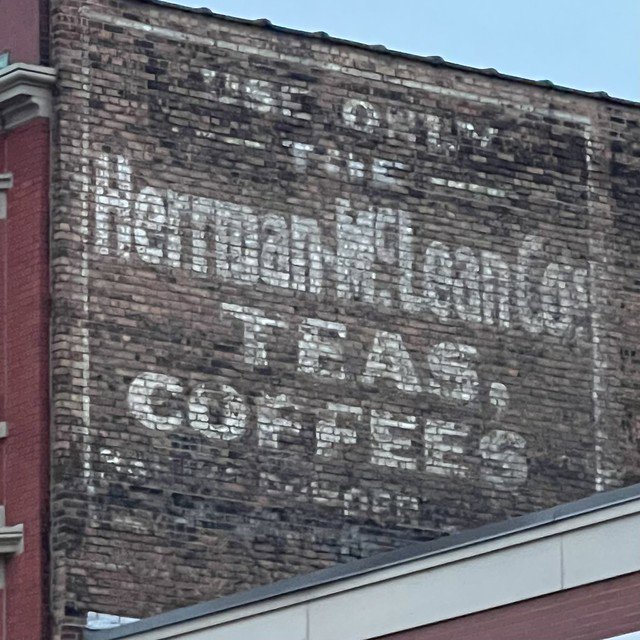 USE ONLY
THE
Herman McLean Co's
TEAS,
COFFEES